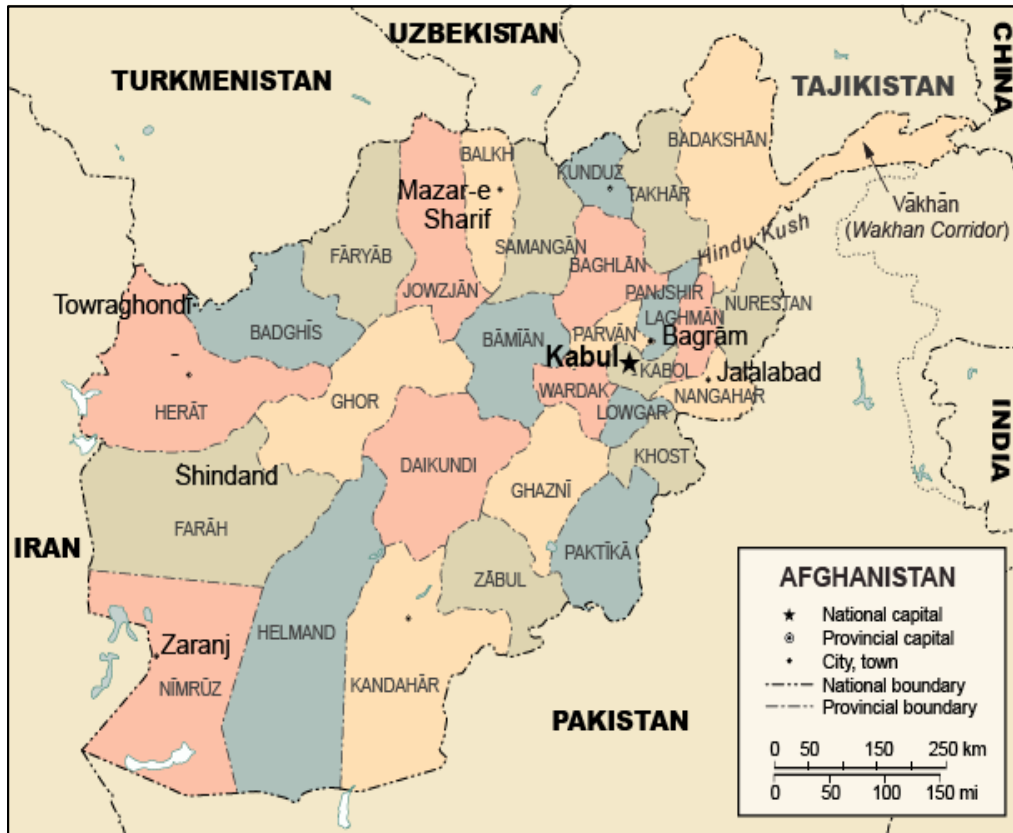 UZBEKISTAN
CHINA
TURKMENISTAN
TAJIKISTAN
BADAKSHĀN
BALKH
KUNDUZ
Mazar-e
Sharif
TAKHĀR
Vākhān
(Wakhan Corridor)
FĀRYĀB
SAMANGĀN
Hindu Kush
BAGHLĀN
JOWZJĀN
PANJSHIR
NURESTAN
Towraghondī
LAGHMĀN
BADGHĪS
BĀMĪĀN
PARVĀN
Bagrām
Kabul
KABOL
Jalalabad
WARDAK
NANGAHAR
HERĀT
GHOR
LOWGAR
INDIA
KHOST
DAIKUNDI
Shindand
GHAZNĪ
FARĀH
IRAN
PAKTĪKĀ
ZĀBUL
HELMAND
Zaranj
NĪMRŪZ
KANDAHĀR
PAKISTAN
AFGHANISTAN
National capital
Provincial capital
City, town
National boundary
Provincial boundary
0 50 150 250 km
0 50 100 150 mi